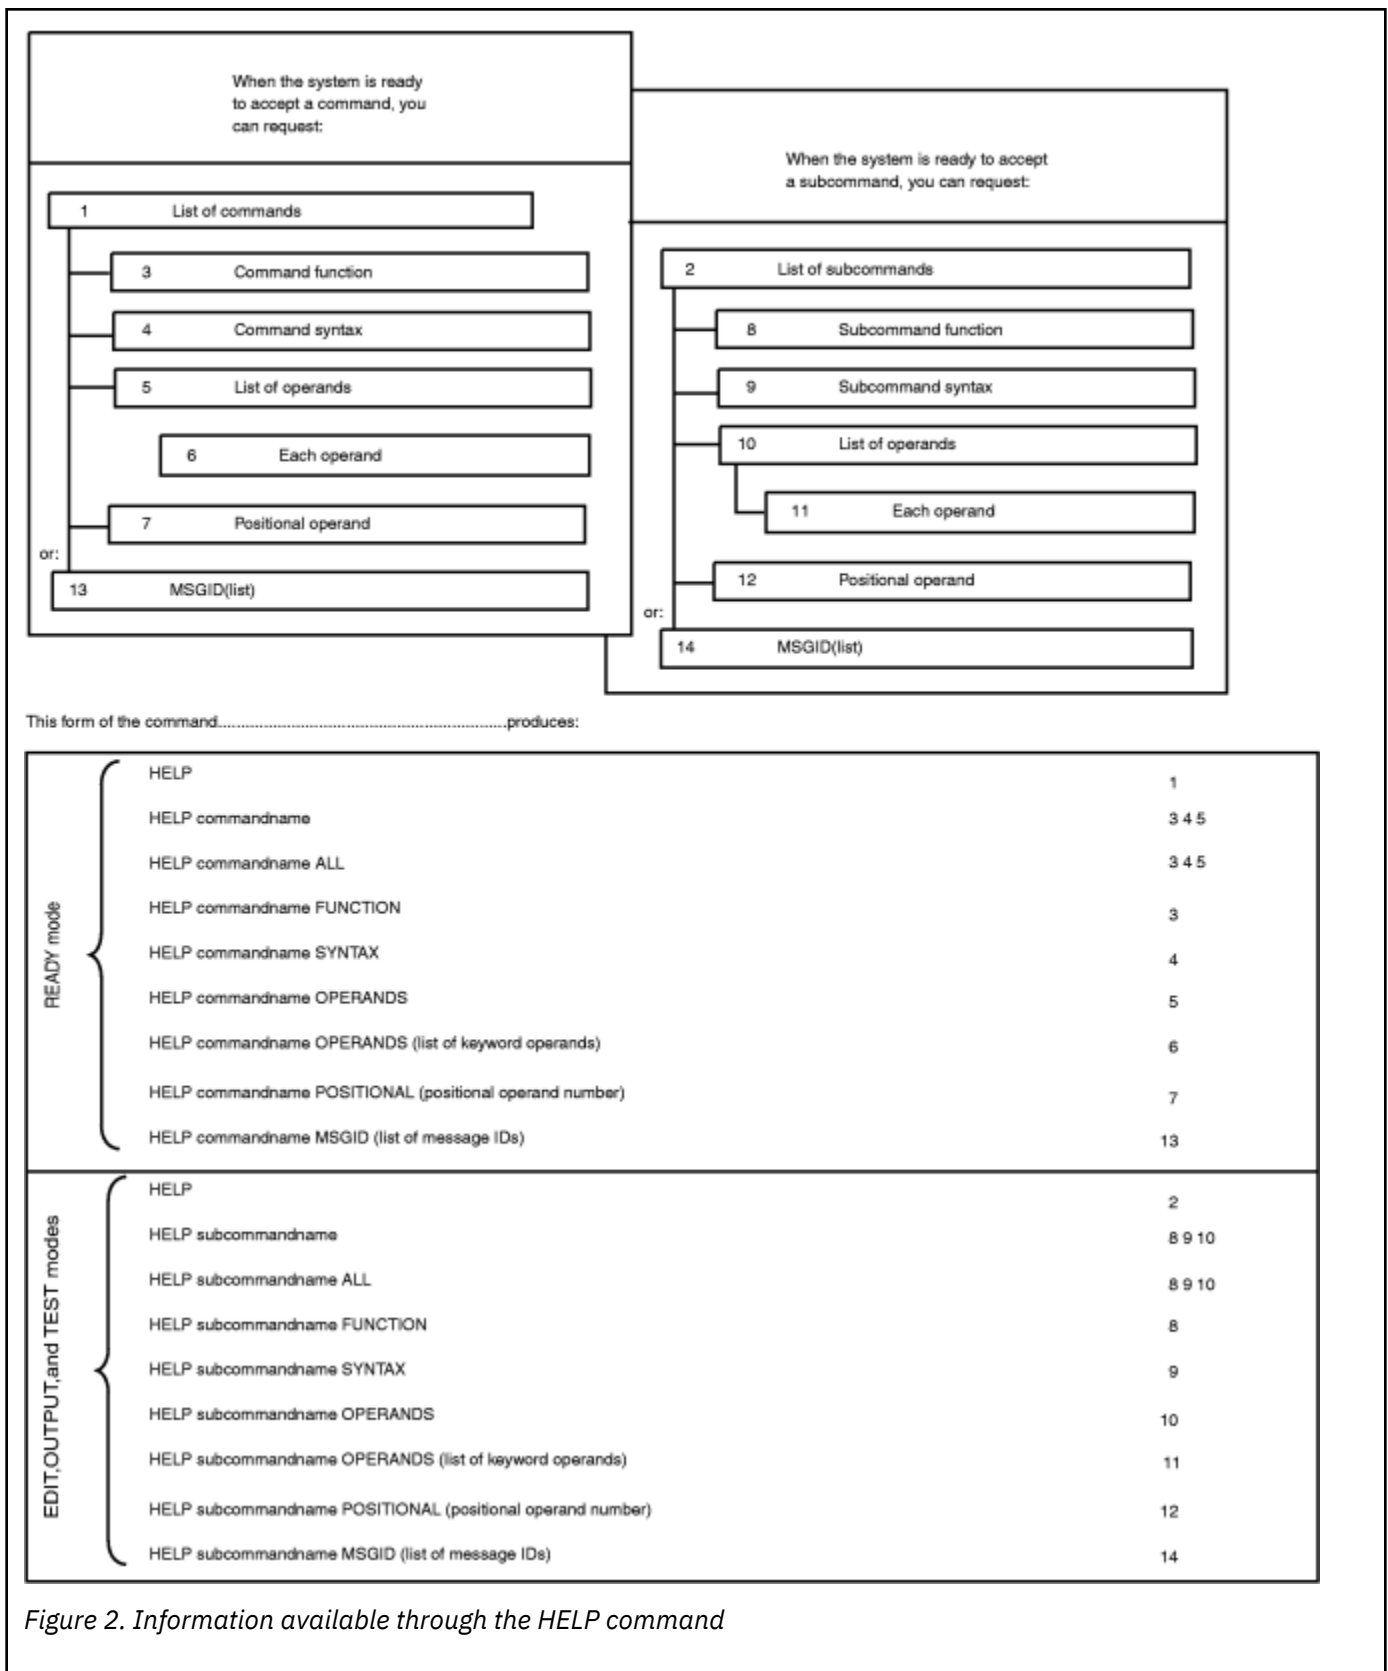 When the system is ready
to accept a command, you
can request:
1 List of commands
3 Command function
4 Command syntax
5 List of operands
6 Each operand
7 Positional operand
or:
13 MSGID(list)
When the system is ready to accept
a subcommand, you can request:
2 List of subcommands
8 Subcommand function
9 Subcommand syntax
10 List of operands
11 Each operand
12 Positional operand
or:
14 MSGID(list)
This form of the command................................................................produces:
READY mode
HELP 1
HELP commandname 3 4 5
HELP commandname ALL 3 4 5
HELP commandname FUNCTION 3
HELP commandname SYNTAX 4
HELP commandname OPERANDS 5
HELP commandname OPERANDS (list of keyword operands) 6
HELP commandname POSITIONAL (positional operand number) 7
HELP commandname MSGID (list of message IDs) 13
EDIT,OUTPUT,and TEST modes
HELP 2
HELP subcommandname 8 9 10
HELP subcommandname ALL 8 9 10
HELP subcommandname FUNCTION 8
HELP subcommandname SYNTAX 9
HELP subcommandname OPERANDS 10
HELP subcommandname OPERANDS (list of keyword operands) 11
HELP subcommandname POSITIONAL (positional operand number) 12
HELP subcommandname MSGID (list of message IDs) 14
Figure 2. Information available through the HELP command